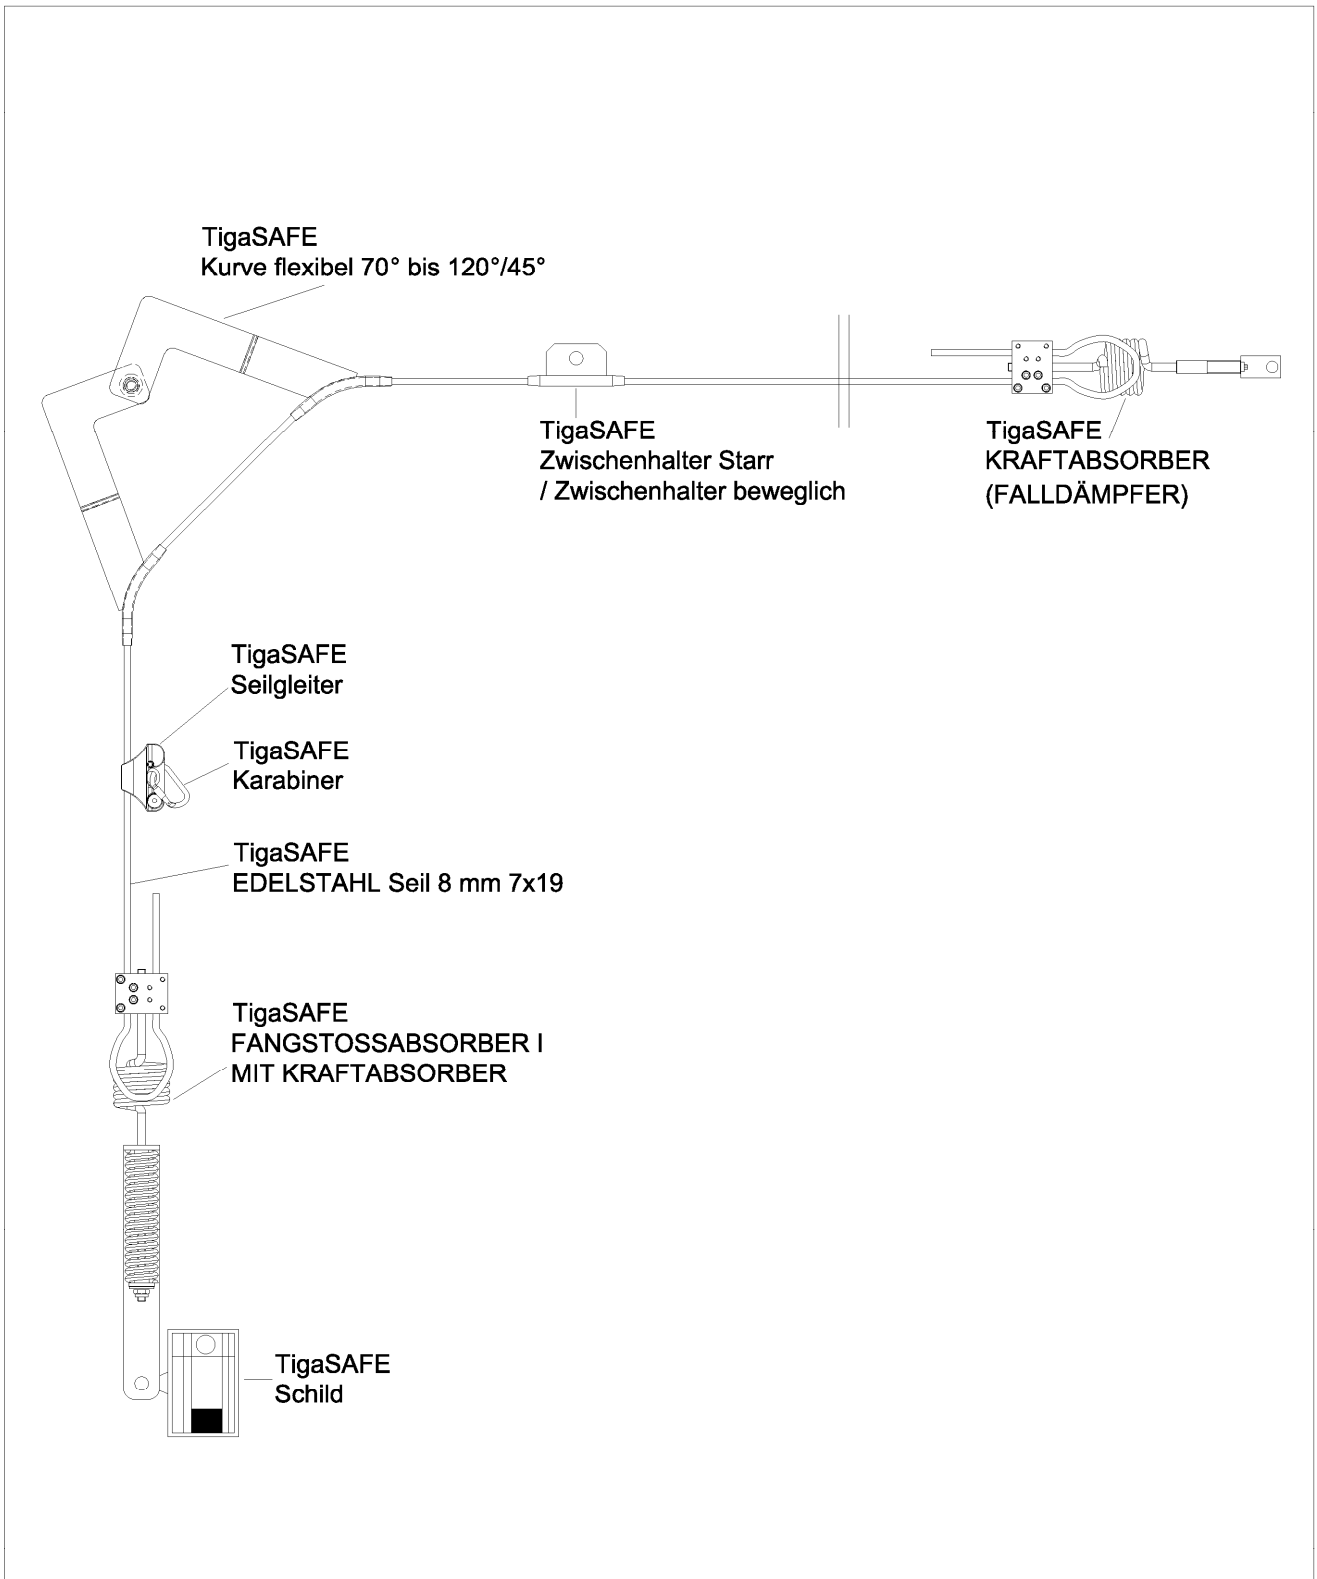 TigaSAFE
Kurve flexibel 70° bis 120°/45°
TigaSAFE
Zwischenhalter Starr
/ Zwischenhalter beweglich
TigaSAFE
KRAFTABSORBER
(FALLDÄMPFER)
TigaSAFE
Seilgleiter
TigaSAFE
Karabiner
TigaSAFE
EDELSTAHL Seil 8 mm 7x19
TigaSAFE
FANGSTOSSABSORBER I
MIT KRAFTABSORBER
TigaSAFE
Schild